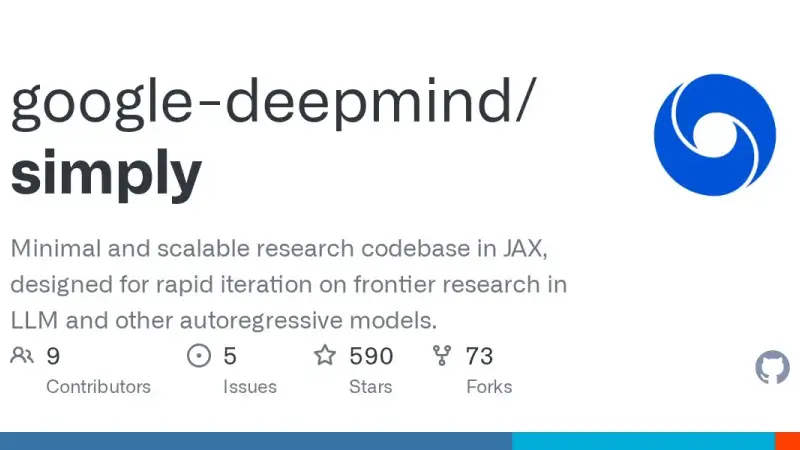 google-deepmind/
simply
Minimal and scalable research codebase in JAX,
designed for rapid iteration on frontier research in
LLM and other autoregressive models.
9 5 590 73
Contributors Issues Stars Forks